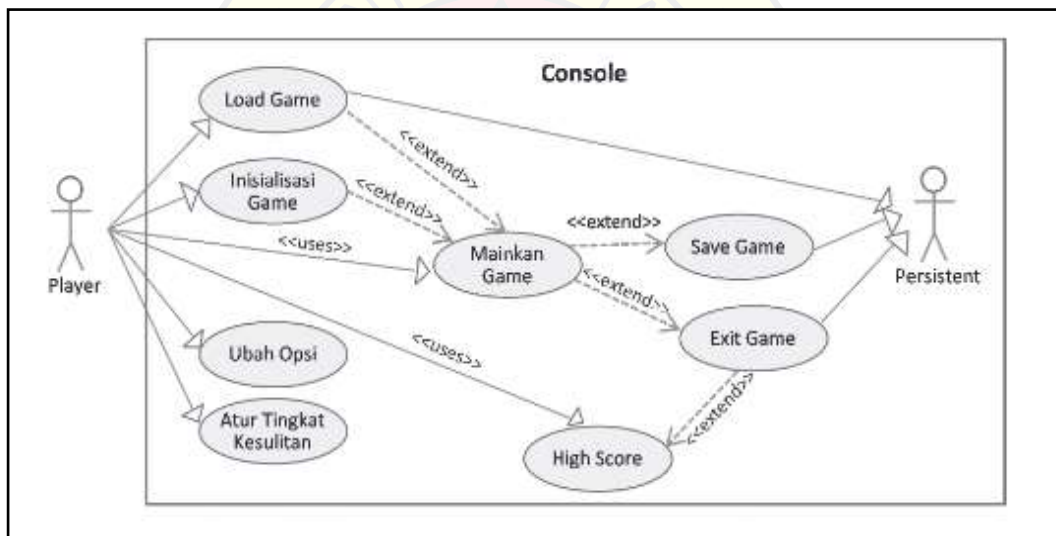 Console
Load Game
<<extend>>
Inisialisasi
Game
<<extend>>
Player
<<uses>>
Mainkan
Game
<<extend>>
Save Game
Persistent
<<extend>>
Exit Game
Ubah Opsi
<<uses>>
Atur Tingkat
Kesulitan
<<extend>>
High Score